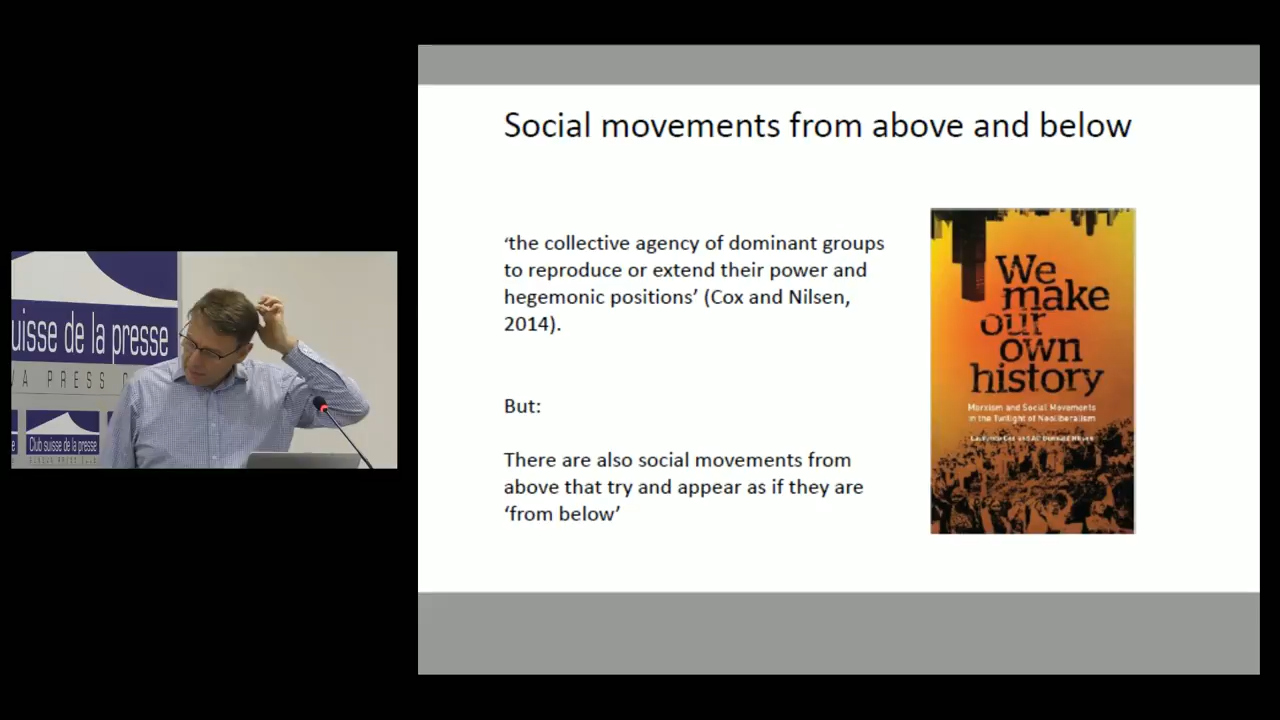 Social movements from above and below
‘the collective agency of dominant groups
to reproduce or extend their power and
hegemonic positions’ (Cox and Nilsen,
2014).
But:
There are also social movements from
above that try and appear as if they are
‘from below’
We
make
our
own
history
Marxism and Social Movements
in the Twilight of Neoliberalism
uisse de la presse
A PRESS C
Club suisse de la presse